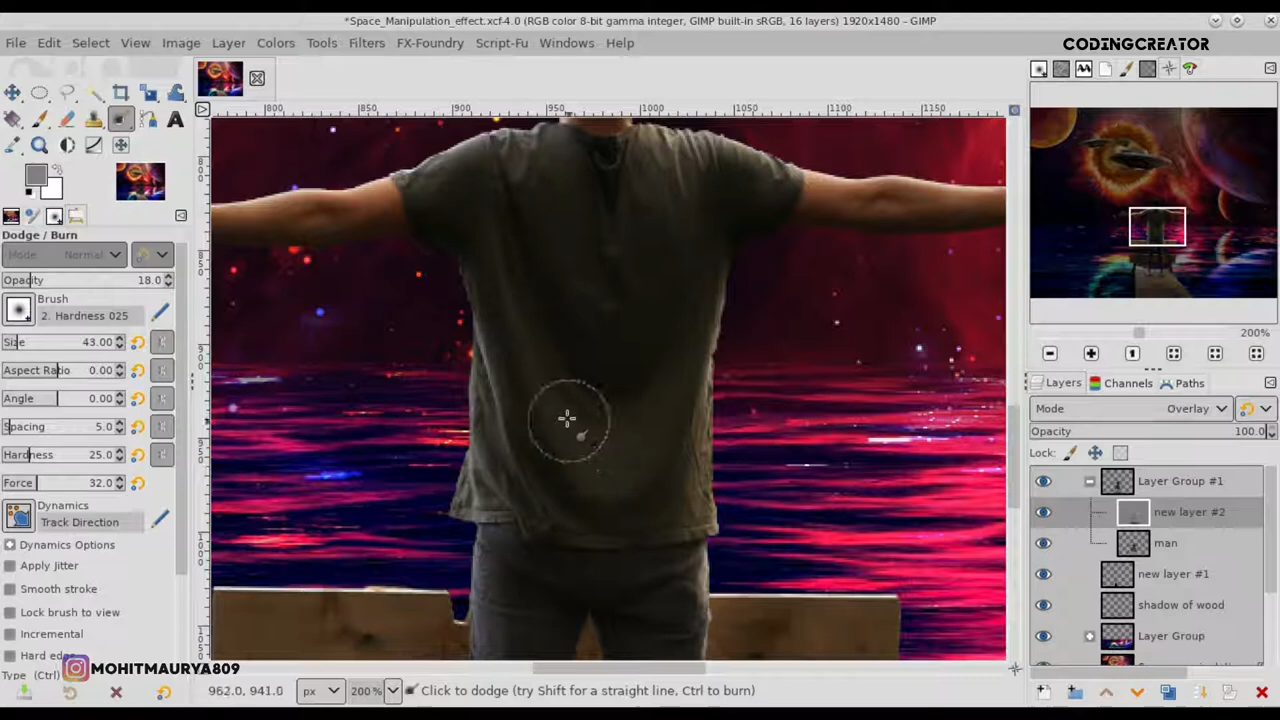 *Space_Manipulation_effect.xcf-4.0 (RGB color 8-bit gamma integer, GIMP built-in sRGB, 16 layers) 1920x1480 – GIMP
File Edit Select View Image Layer Colors Tools Filters FX-Foundry Script-Fu Windows Help
CODINGCREATOR
800 850 900 950 1000 1050 1100 1150
Dodge / Burn
Mode Normal
Opacity 18.0
Brush
2. Hardness 025
Size 43.00
Aspect Ratio 0.00
Angle 0.00
Spacing 5.0
Hardness 25.0
Force 32.0
Dynamics
Track Direction
Dynamics Options
Apply Jitter
Smooth stroke
Lock brush to view
Incremental
Hard edge
Type (Ctrl)
MOHITMAURYA809
200%
Layers Channels Paths
Mode Overlay
Opacity 100.0
Lock:
Layer Group #1
new layer #2
man
new layer #1
shadow of wood
Layer Group
962.0, 941.0 px 200% Click to dodge (try Shift for a straight line, Ctrl to burn)